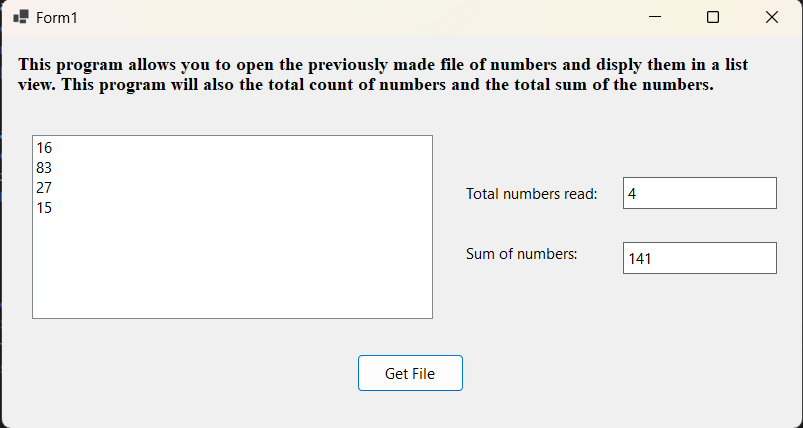 Form1
This program allows you to open the previously made file of numbers and disply them in a list
view. This program will also the total count of numbers and the total sum of the numbers.
16
83
27
15
Total numbers read: 4
Sum of numbers: 141
Get File